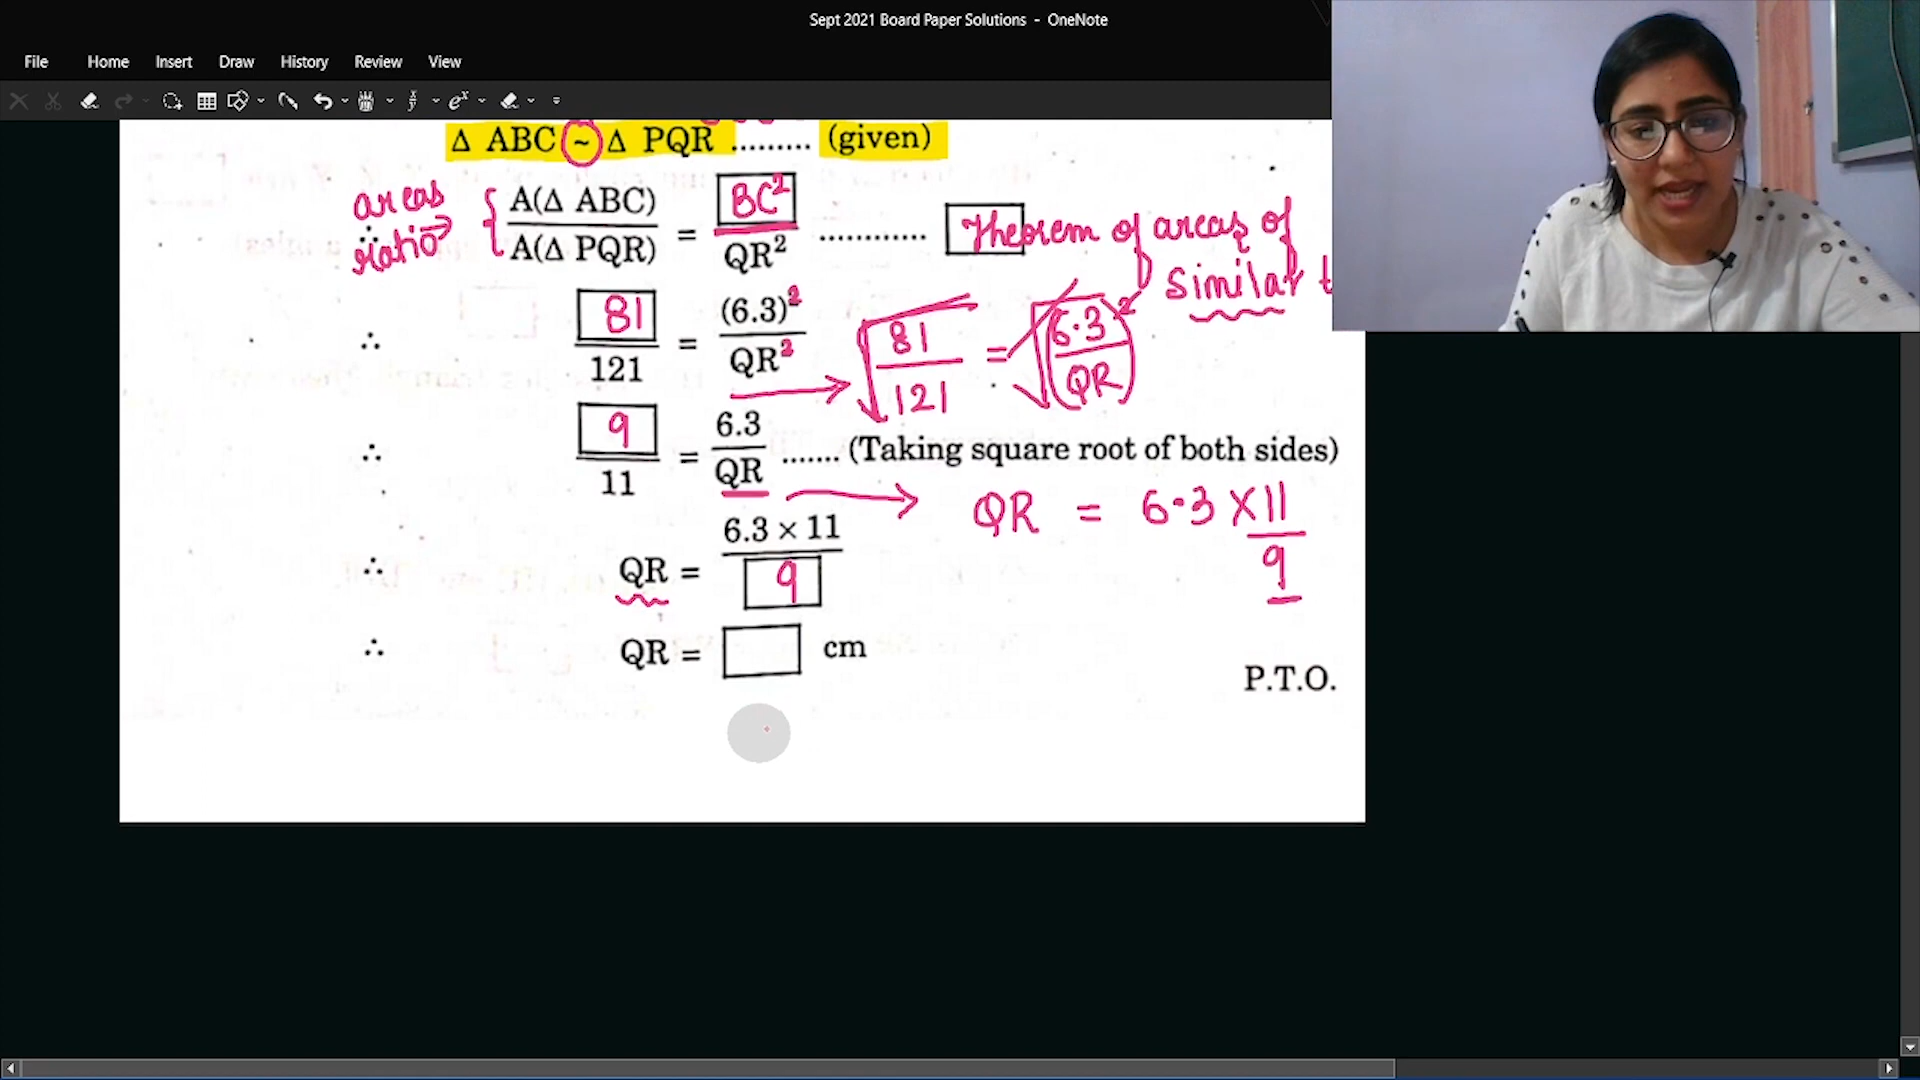 Sept 2021 Board Paper Solutions - OneNote
File Home Insert Draw History Review View
Δ ABC ~ Δ PQR ......... (given)
areas ratio → { A(Δ ABC) / A(Δ PQR) = BC² / QR² ............ Theorem of areas of
similar
∴ 81 / 121 = (6.3)² / QR² → √(81 / 121) = √(6.3 / QR)²
∴ 9 / 11 = 6.3 / QR ....... (Taking square root of both sides)
→ QR = 6.3 × 11 / 9
∴ QR = 6.3 × 11 / 9
∴ QR = cm
P.T.O.